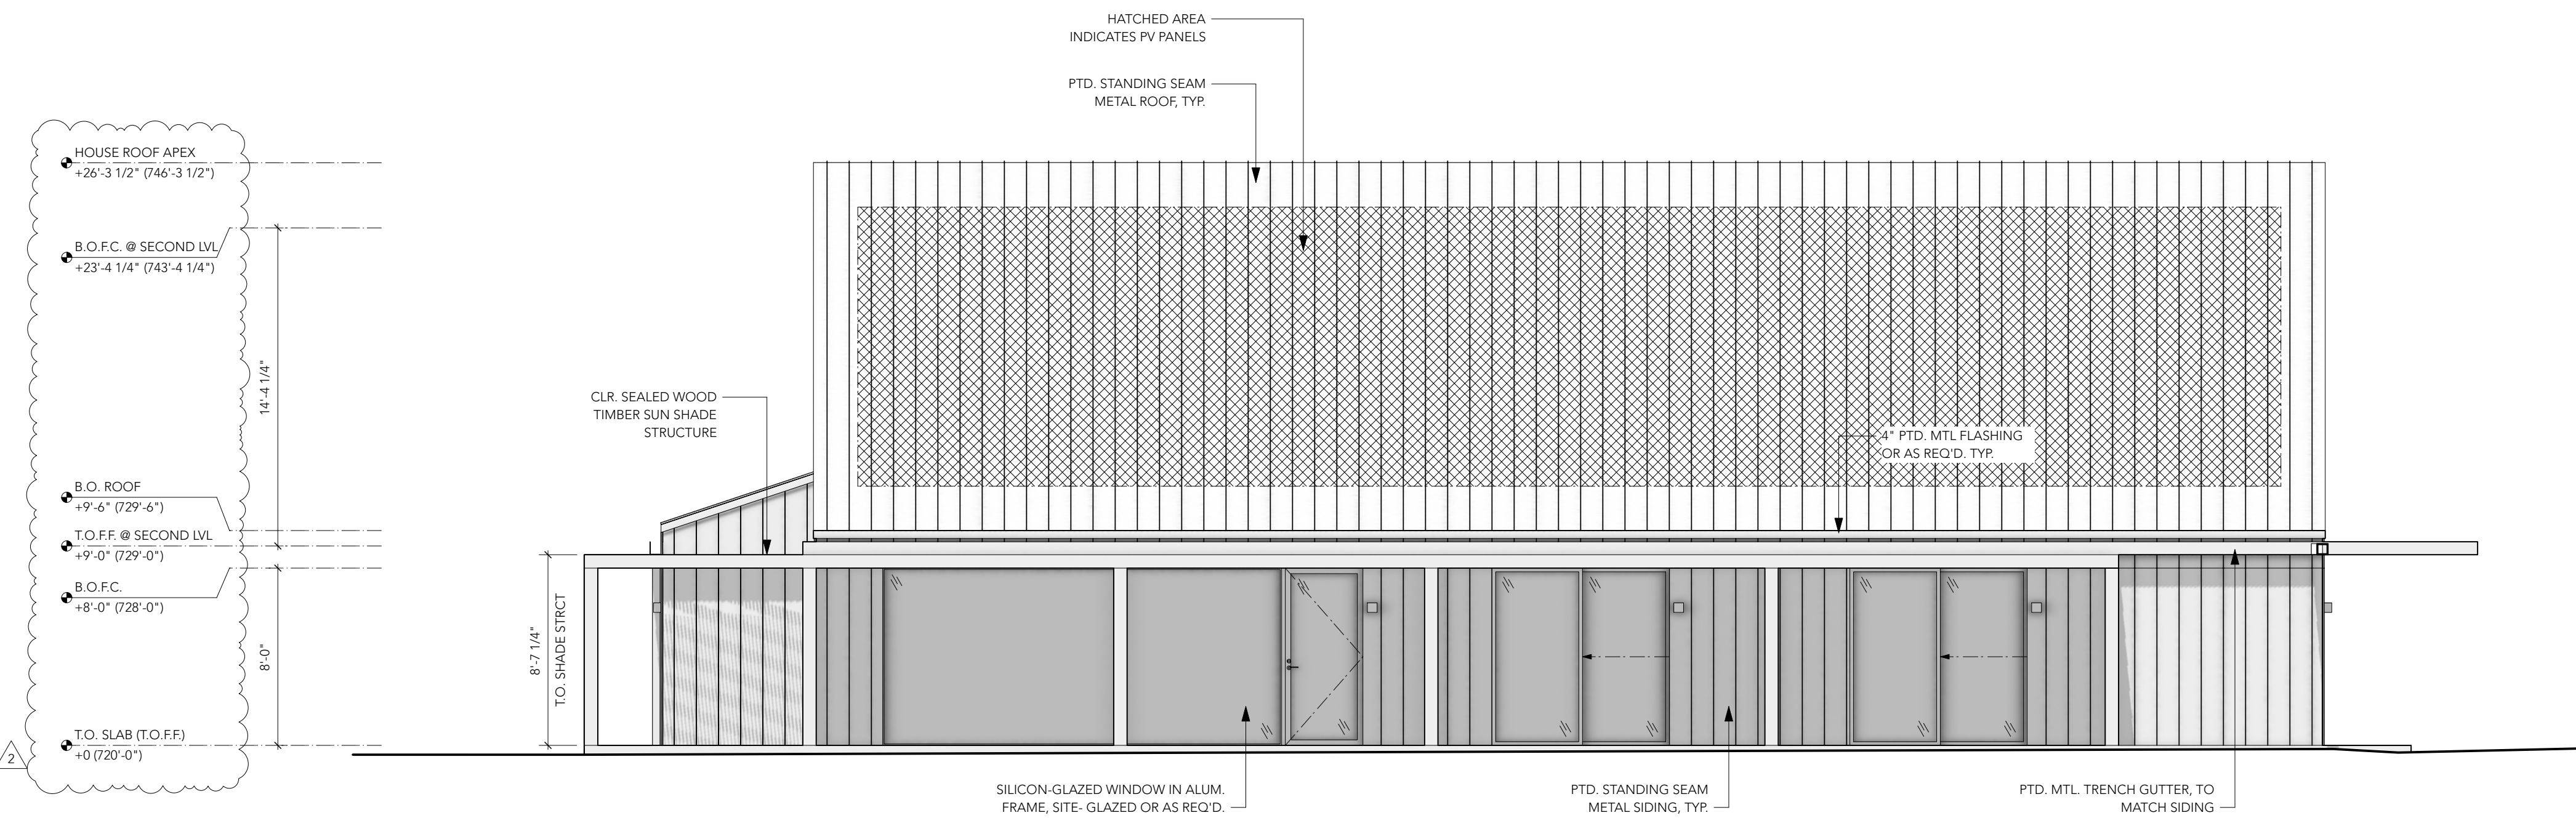 HATCHED AREA
INDICATES PV PANELS
PTD. STANDING SEAM
METAL ROOF, TYP.
HOUSE ROOF APEX
+26'-3 1/2" (746'-3 1/2")
B.O.F.C. @ SECOND LVL
+23'-4 1/4" (743'-4 1/4")
14'-4 1/4"
CLR. SEALED WOOD
TIMBER SUN SHADE
STRUCTURE
4" PTD. MTL FLASHING
OR AS REQ'D. TYP.
B.O. ROOF
+9'-6" (729'-6")
T.O.F.F. @ SECOND LVL
+9'-0" (729'-0")
B.O.F.C.
+8'-0" (728'-0")
8'-0"
8'-7 1/4"
T.O. SHADE STRCT
T.O. SLAB (T.O.F.F.)
+0 (720'-0")
2
SILICON-GLAZED WINDOW IN ALUM.
FRAME, SITE- GLAZED OR AS REQ'D.
PTD. STANDING SEAM
METAL SIDING, TYP.
PTD. MTL. TRENCH GUTTER, TO
MATCH SIDING